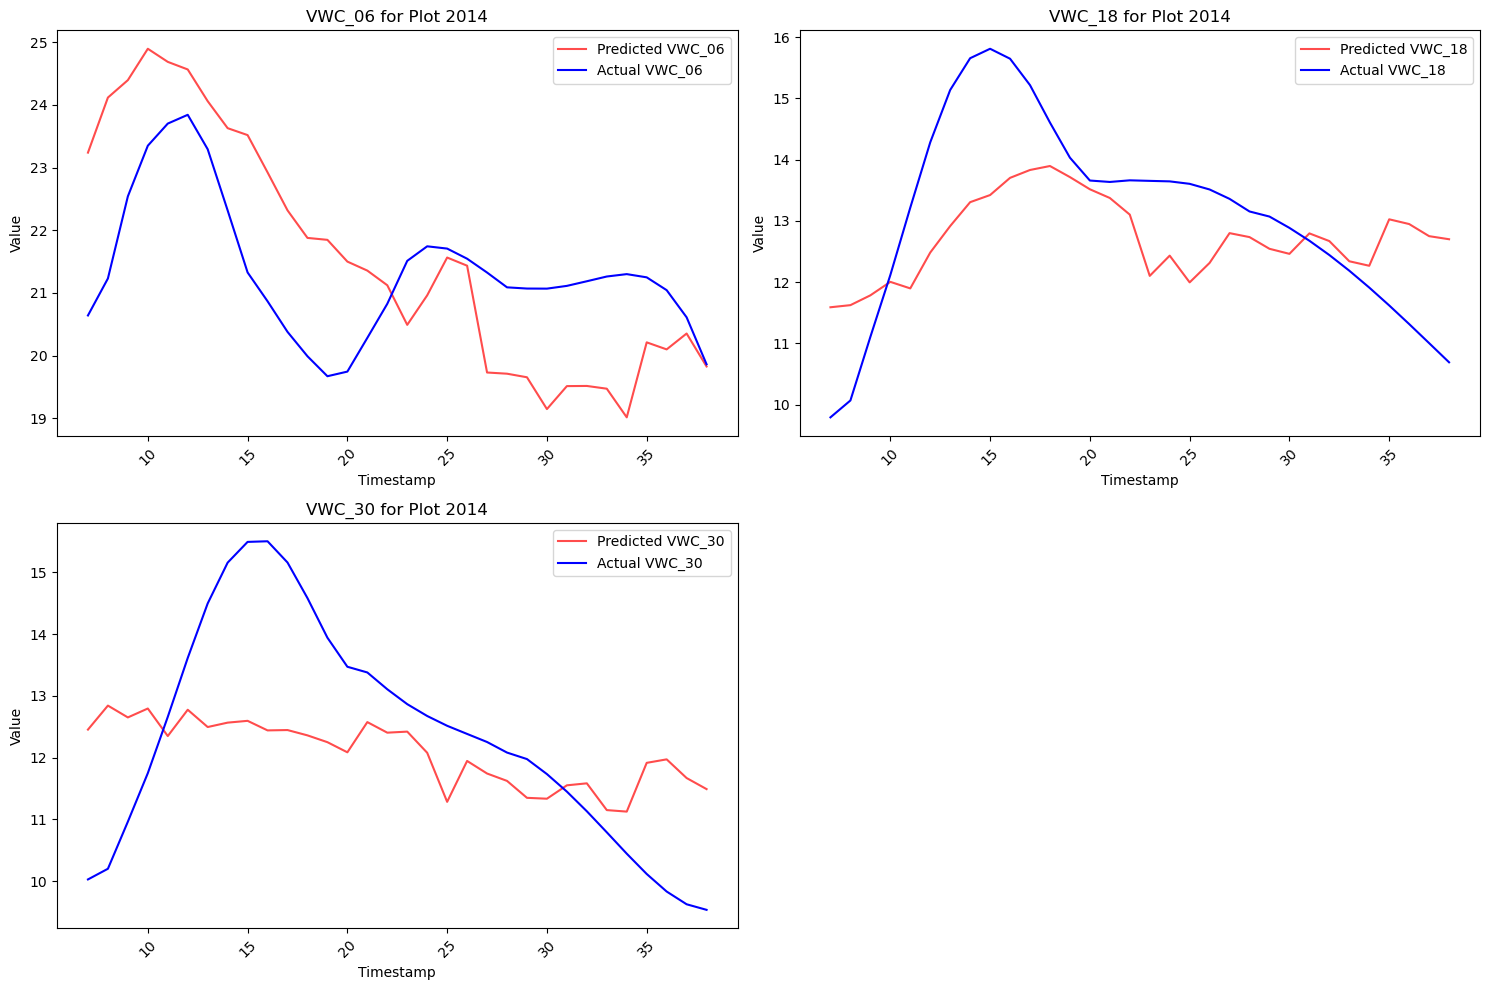 VWC_06 for Plot 2014
Predicted VWC_06
Actual VWC_06
Value
25
24
23
22
21
20
19
10
15
20
25
30
35
Timestamp
VWC_18 for Plot 2014
Predicted VWC_18
Actual VWC_18
Value
16
15
14
13
12
11
10
10
15
20
25
30
35
Timestamp
VWC_30 for Plot 2014
Predicted VWC_30
Actual VWC_30
Value
15
14
13
12
11
10
10
15
20
25
30
35
Timestamp